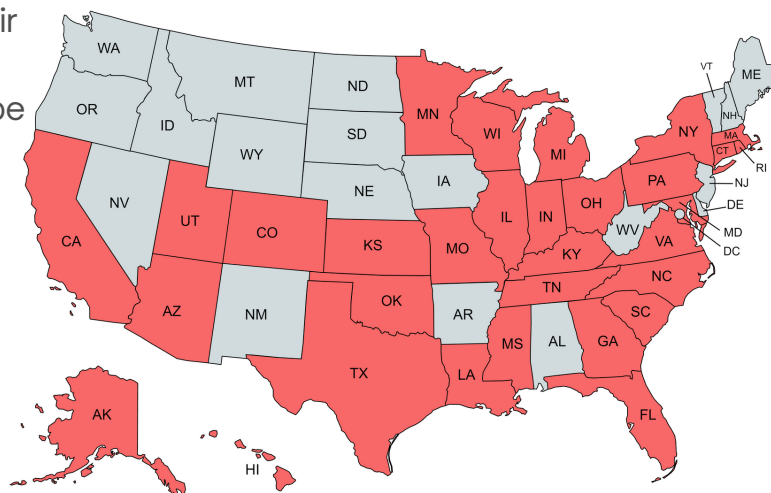 ir
pe
WA
MT
ND
MN
VT
ME
OR
ID
SD
WI
NH
WY
MI
NY
MA
CT
RI
IA
PA
NJ
NE
NV
IL
IN
OH
DE
UT
WV
MD
CA
CO
KS
MO
KY
VA
DC
TN
NC
AZ
NM
OK
AR
SC
MS
AL
GA
TX
LA
AK
FL
HI